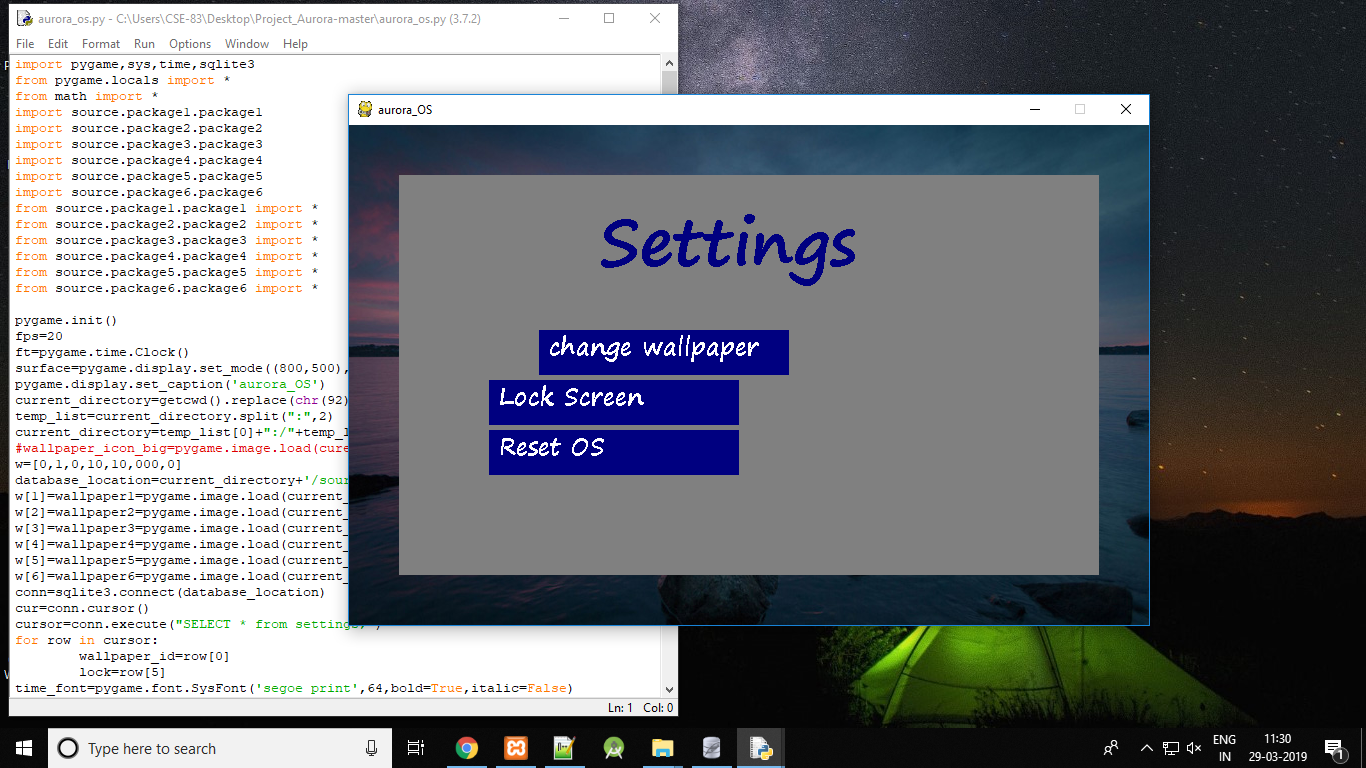 aurora_os.py - C:\Users\CSE-83\Desktop\Project_Aurora-master\aurora_os.py (3.7.2)
File Edit Format Run Options Window Help
import pygame,sys,time,sqlite3
from pygame.locals import *
from math import *
import source.package1.package1
import source.package2.package2
import source.package3.package3
import source.package4.package4
import source.package5.package5
import source.package6.package6
from source.package1.package1 import *
from source.package2.package2 import *
from source.package3.package3 import *
from source.package4.package4 import *
from source.package5.package5 import *
from source.package6.package6 import *
pygame.init()
fps=20
ft=pygame.time.Clock()
surface=pygame.display.set_mode((800,500),
pygame.display.set_caption('aurora_OS')
current_directory=getcwd().replace(chr(92)
temp_list=current_directory.split(":",2)
current_directory=temp_list[0]+":/"+temp_l
#wallpaper_icon_big=pygame.image.load(cure
w=[0,1,0,10,10,000,0]
database_location=current_directory+'/sour
w[1]=wallpaper1=pygame.image.load(current_
w[2]=wallpaper2=pygame.image.load(current_
w[3]=wallpaper3=pygame.image.load(current_
w[4]=wallpaper4=pygame.image.load(current_
w[5]=wallpaper5=pygame.image.load(current_
w[6]=wallpaper6=pygame.image.load(current_
conn=sqlite3.connect(database_location)
cur=conn.cursor()
cursor=conn.execute("SELECT * from settings;")
for row in cursor:
wallpaper_id=row[0]
lock=row[5]
time_font=pygame.font.SysFont('segoe print',64,bold=True,italic=False)
Ln: 1 Col: 0
aurora_OS
Settings
change wallpaper
Lock Screen
Reset OS
Type here to search
ENG
IN
11:30
29-03-2019
1